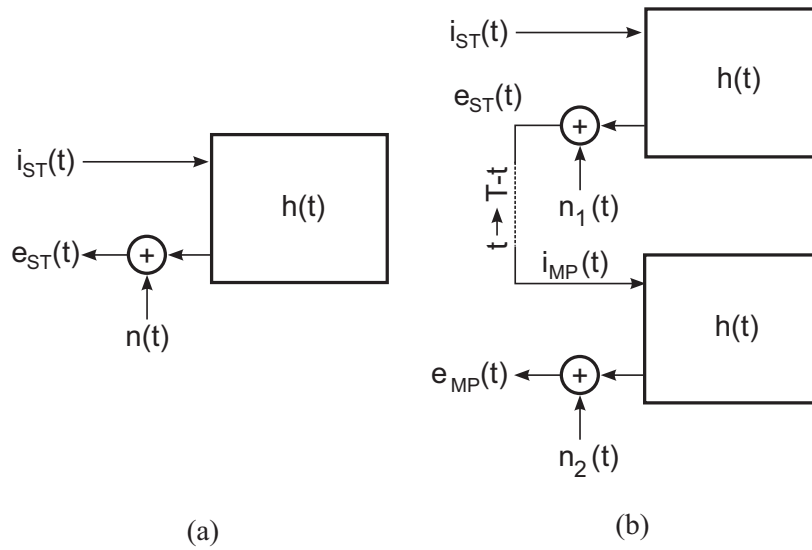 i_ST(t)
h(t)
e_ST(t)
+
n(t)
(a)
i_ST(t)
h(t)
e_ST(t)
+
n_1(t)
t → T-t
i_MP(t)
h(t)
e_MP(t)
+
n_2(t)
(b)